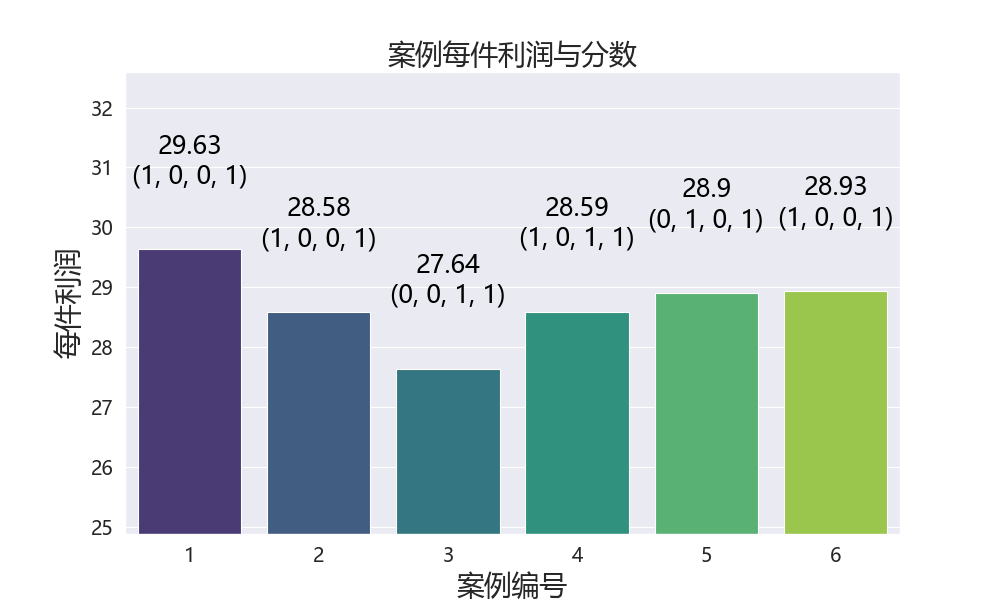 案例每件利润与分数
每件利润
32
31
30
29
28
27
26
25
29.63
(1, 0, 0, 1)
28.58
(1, 0, 0, 1)
27.64
(0, 0, 1, 1)
28.59
(1, 0, 1, 1)
28.9
(0, 1, 0, 1)
28.93
(1, 0, 0, 1)
1 2 3 4 5 6
案例编号